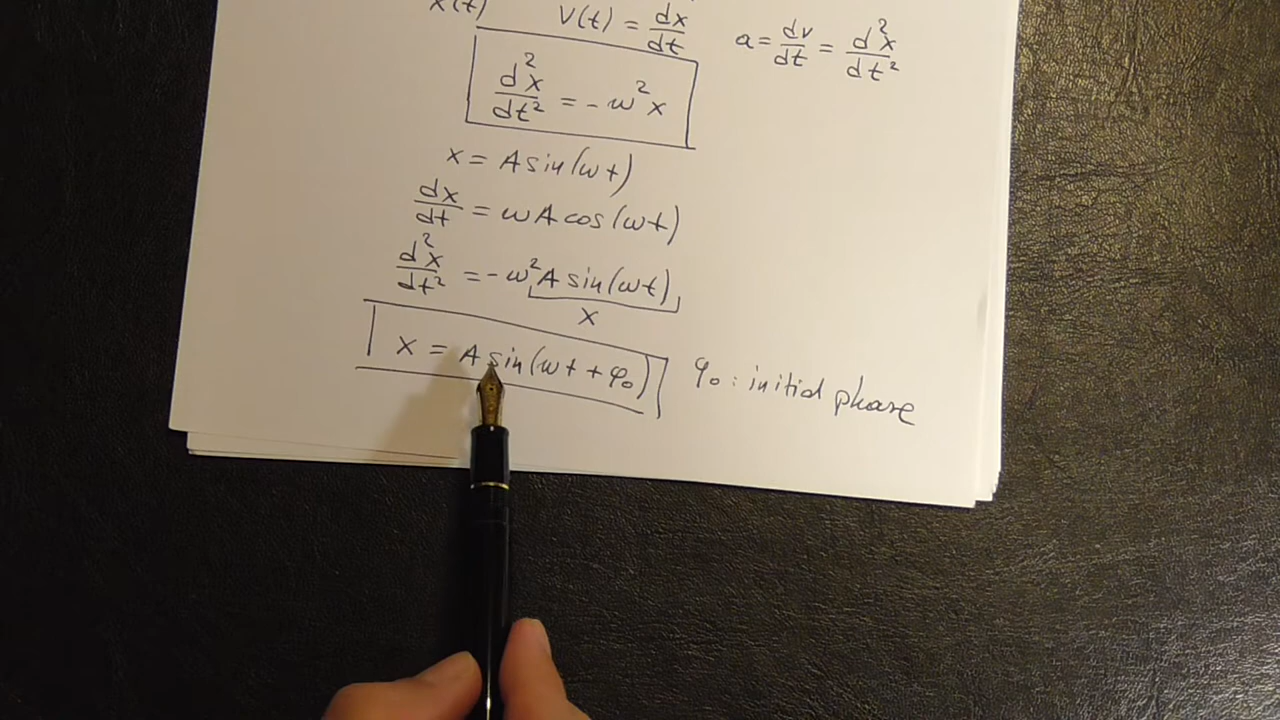 x(t) V(t) = dx/dt a = dv/dt = d²x/dt²
d²x/dt² = -ω²x
x = A sin(ωt)
dx/dt = ωA cos(ωt)
d²x/dt² = -ω²A sin(ωt)
x
x = A sin(ωt + φ₀) φ₀ : initial phase